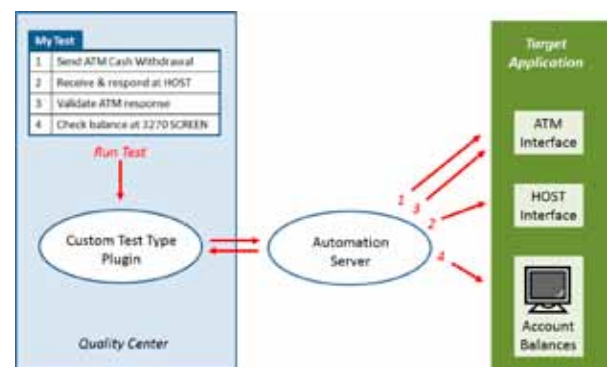 My Test
1 Send ATM Cash Withdrawal
2 Receive & respond at HOST
3 Validate ATM response
4 Check balance at 3270 SCREEN
Run Test
Custom Test Type
Plugin
Quality Center
Automation
Server
1
3
2
4
Target
Application
ATM
Interface
HOST
Interface
Account
Balances